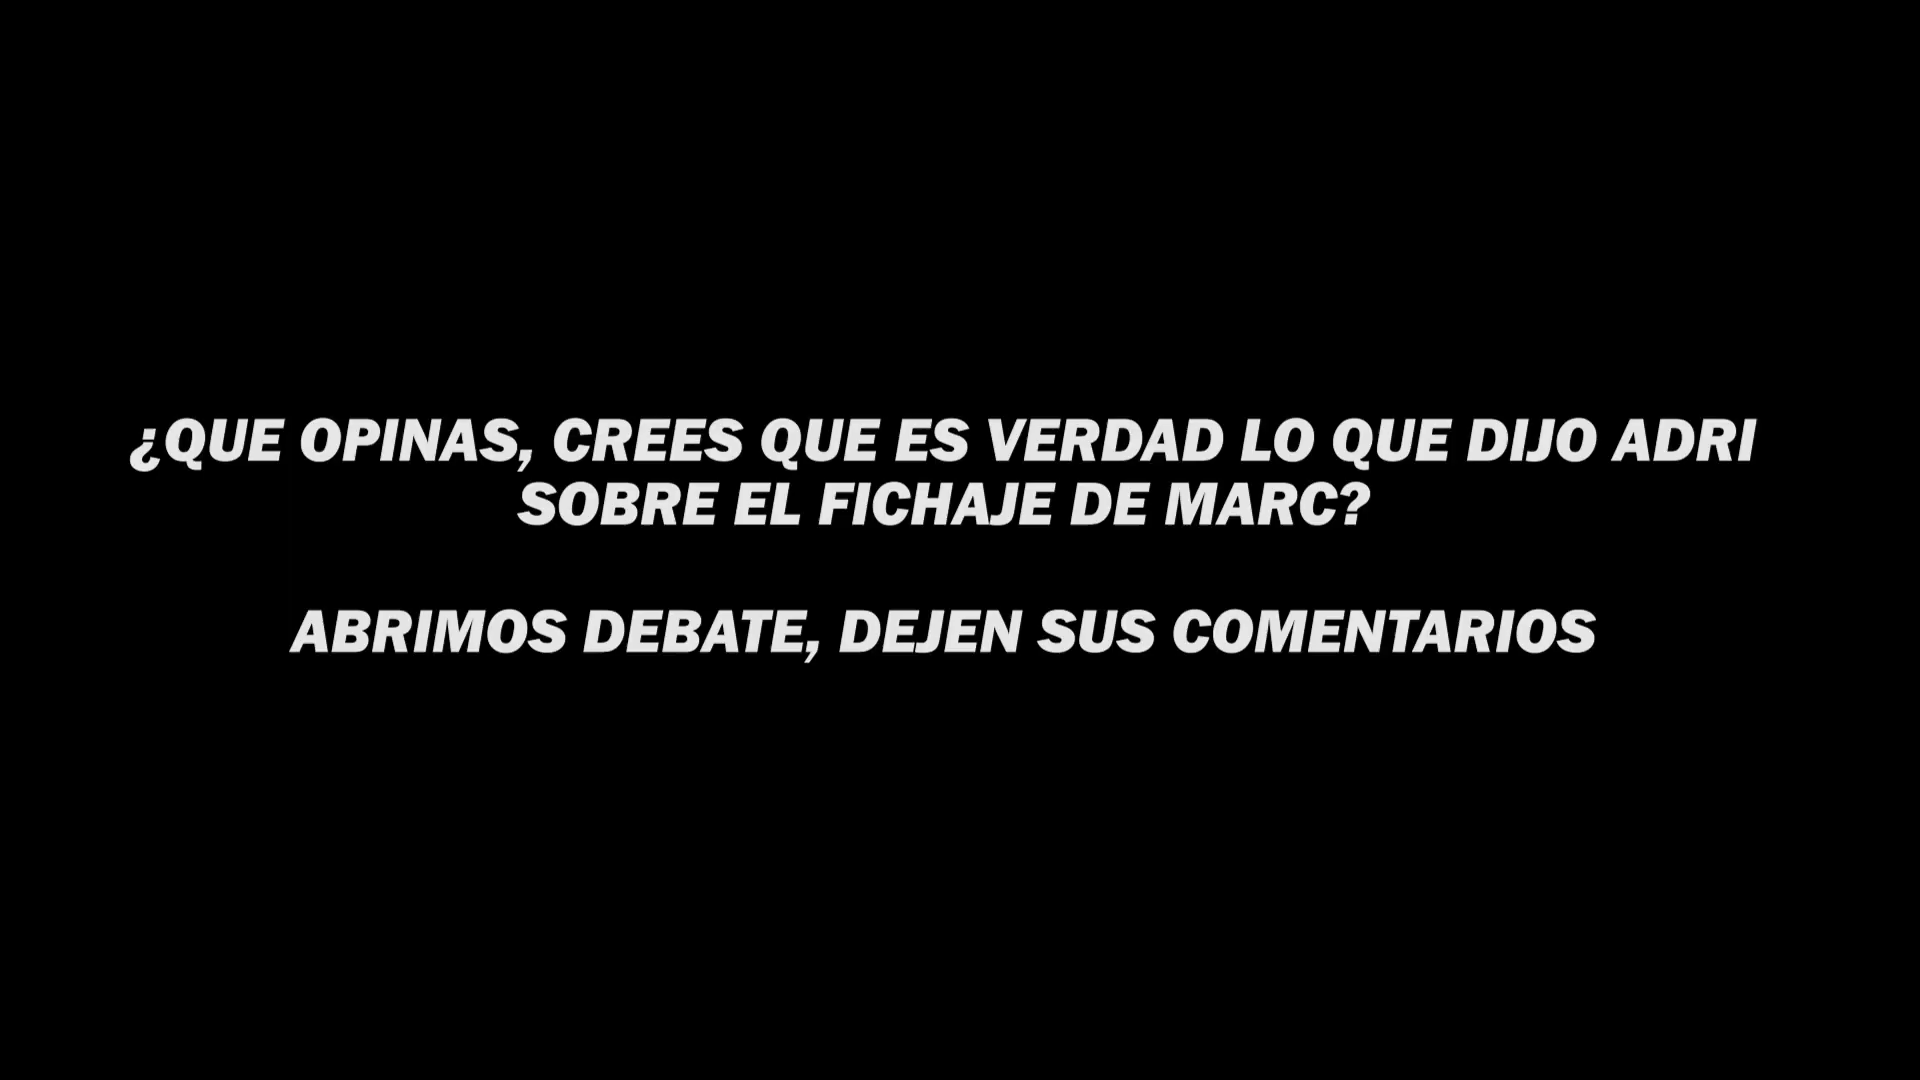 ¿QUE OPINAS, CREES QUE ES VERDAD LO QUE DIJO ADRI
SOBRE EL FICHAJE DE MARC?
ABRIMOS DEBATE, DEJEN SUS COMENTARIOS